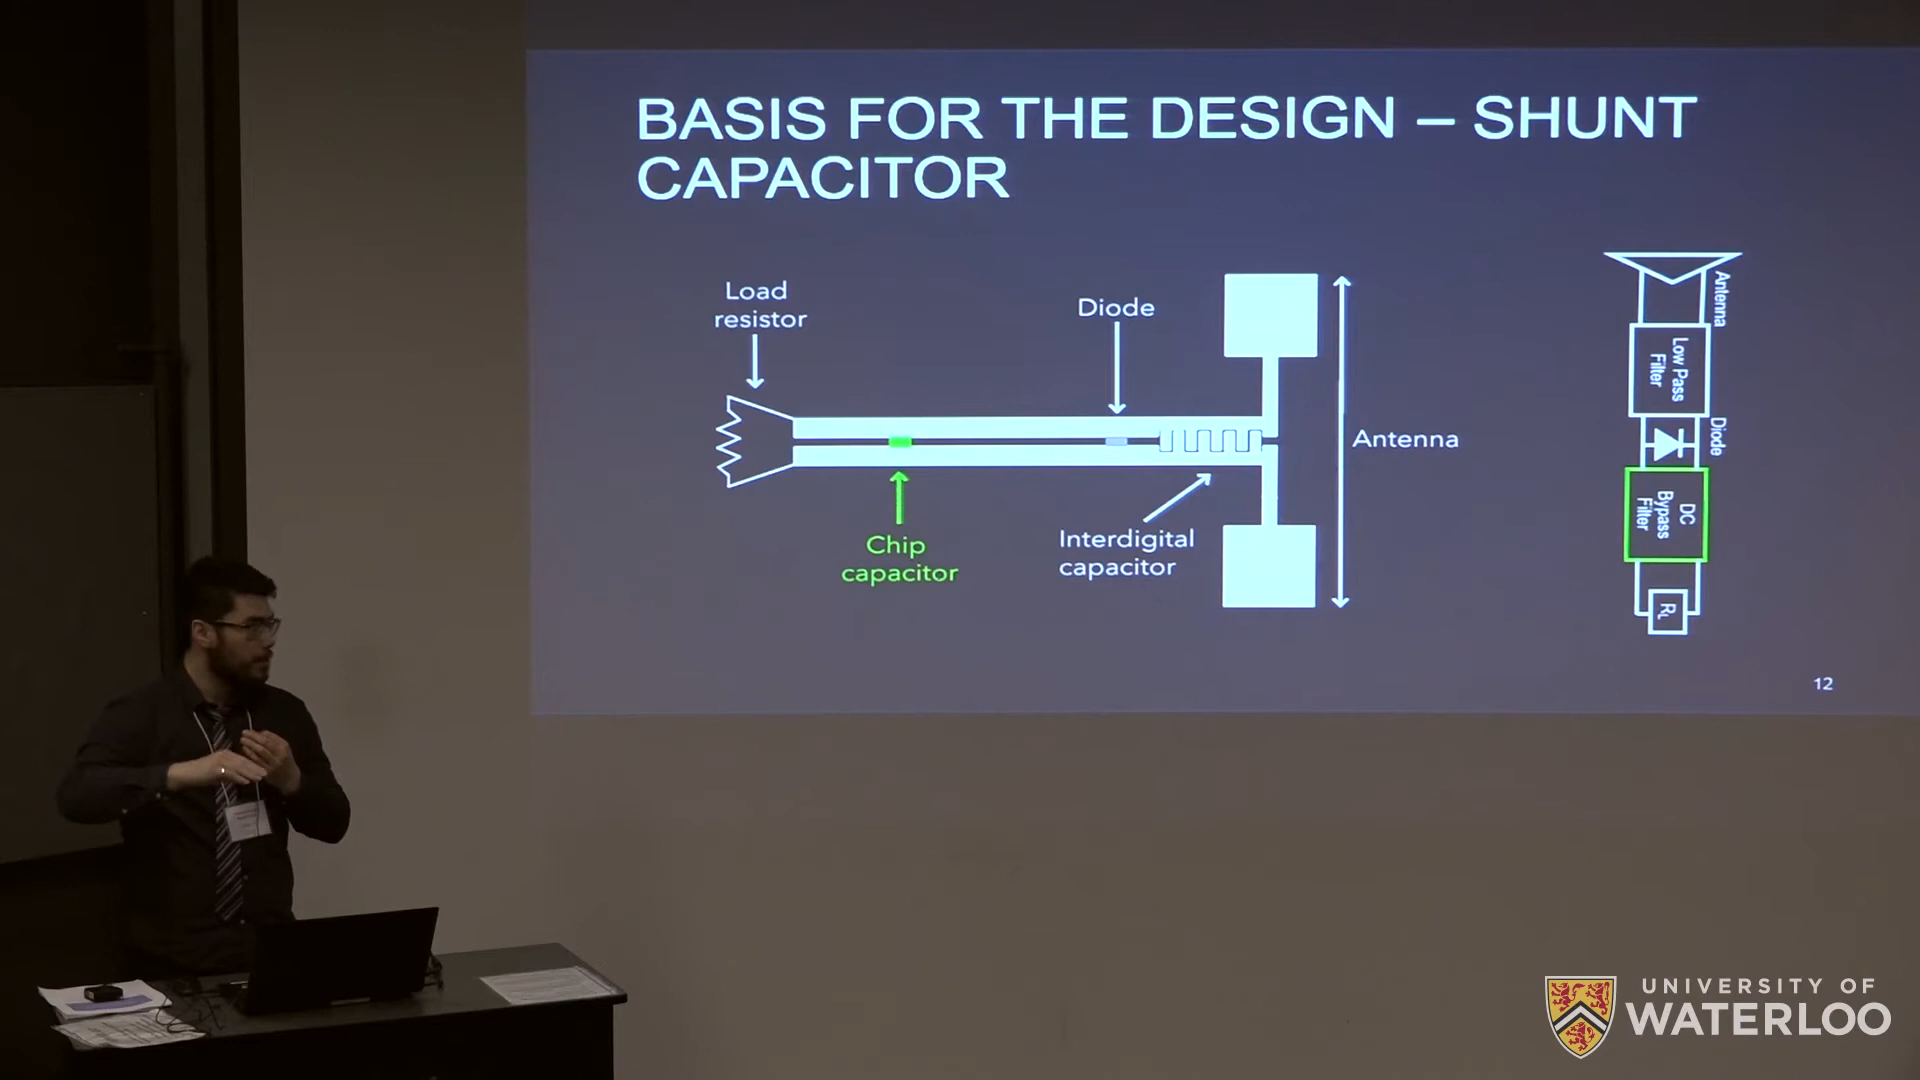 BASIS FOR THE DESIGN – SHUNT
CAPACITOR
Load
resistor
Diode
Antenna
Chip
capacitor
Interdigital
capacitor
Antenna
Low Pass
Filter
Diode
DC
Bypass
Filter
RL
12
UNIVERSITY OF
WATERLOO